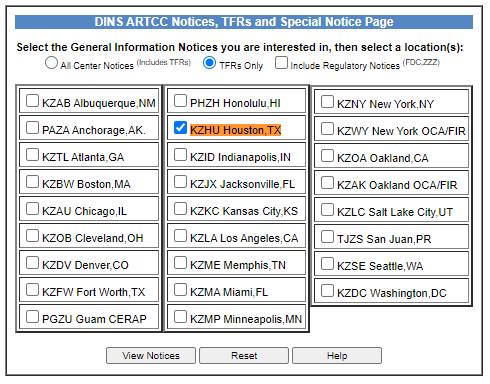 DINS ARTCC Notices, TFRs and Special Notice Page
Select the General Information Notices you are interested in, then select a location(s):
All Center Notices (Includes TFRs) TFRs Only Include Regulatory Notices (FDC,ZZZ)
KZAB Albuquerque,NM
PAZA Anchorage,AK.
KZTL Atlanta,GA
KZBW Boston,MA
KZAU Chicago,IL
KZOB Cleveland,OH
KZDV Denver,CO
KZFW Fort Worth,TX
PGZU Guam CERAP
PHZH Honolulu,HI
KZHU Houston,TX
KZID Indianapolis,IN
KZJX Jacksonville,FL
KZKC Kansas City,KS
KZLA Los Angeles,CA
KZME Memphis,TN
KZMA Miami,FL
KZMP Minneapolis,MN
KZNY New York,NY
KZWY New York OCA/FIR
KZOA Oakland,CA
KZAK Oakland OCA/FIR
KZLC Salt Lake City,UT
TJZS San Juan,PR
KZSE Seattle,WA
KZDC Washington,DC
View Notices Reset Help